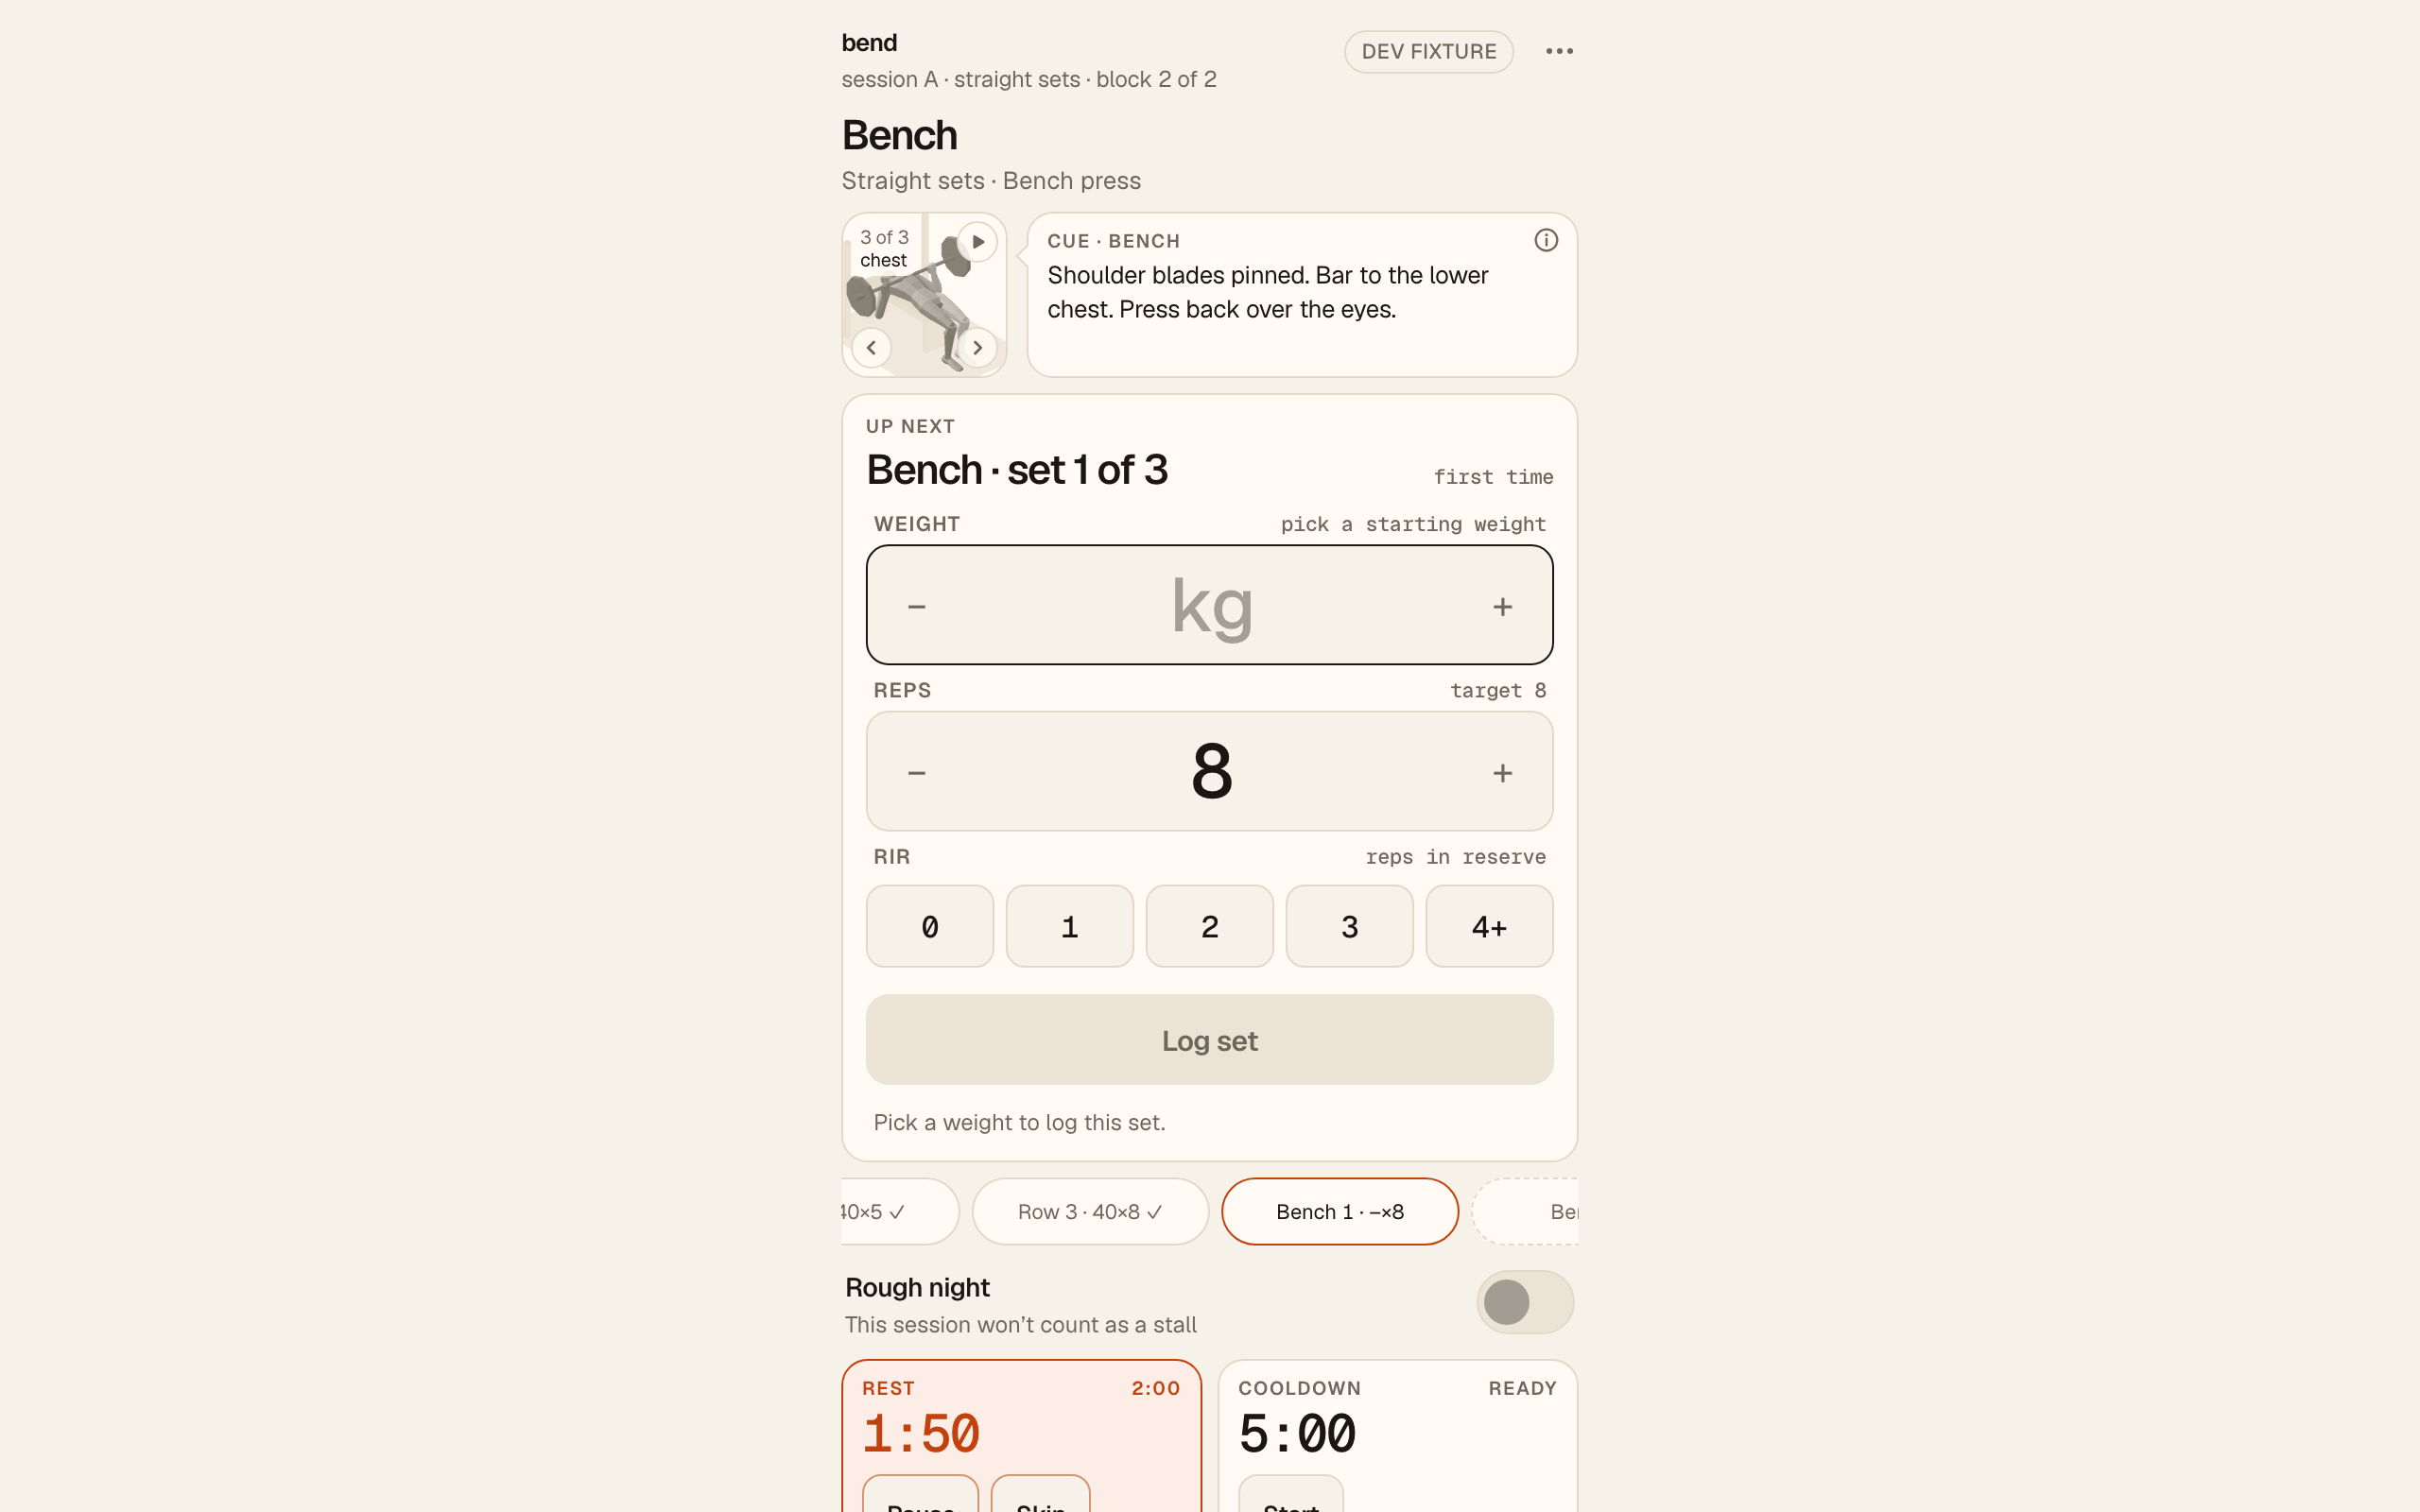 bend
DEV FIXTURE
session A · straight sets · block 2 of 2
Bench
Straight sets · Bench press
3 of 3
chest
CUE · BENCH
Shoulder blades pinned. Bar to the lower
chest. Press back over the eyes.
UP NEXT
Bench · set 1 of 3
first time
WEIGHT
pick a starting weight
− kg +
REPS
target 8
− 8 +
RIR
reps in reserve
0 1 2 3 4+
Log set
Pick a weight to log this set.
40×5 ✓
Row 3 · 40×8 ✓
Bench 1 · –×8
Rough night
This session won’t count as a stall
REST 2:00
1:50
Pause Skip
COOLDOWN READY
5:00
Start